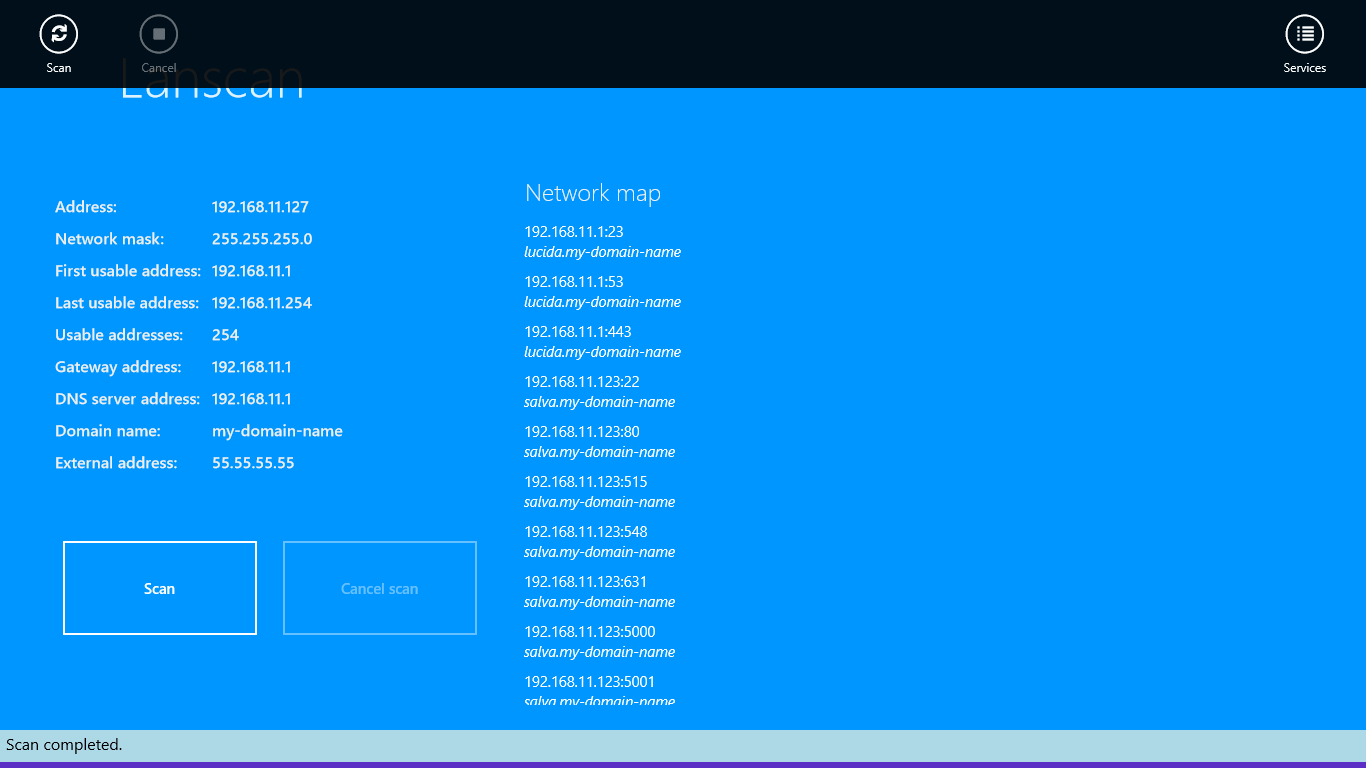 Scan
Cancel
Services
Lanscan
Address: 192.168.11.127
Network mask: 255.255.255.0
First usable address: 192.168.11.1
Last usable address: 192.168.11.254
Usable addresses: 254
Gateway address: 192.168.11.1
DNS server address: 192.168.11.1
Domain name: my-domain-name
External address: 55.55.55.55
Scan
Cancel scan
Network map
192.168.11.1:23
lucida.my-domain-name
192.168.11.1:53
lucida.my-domain-name
192.168.11.1:443
lucida.my-domain-name
192.168.11.123:22
salva.my-domain-name
192.168.11.123:80
salva.my-domain-name
192.168.11.123:515
salva.my-domain-name
192.168.11.123:548
salva.my-domain-name
192.168.11.123:631
salva.my-domain-name
192.168.11.123:5000
salva.my-domain-name
192.168.11.123:5001
salva.my-domain-name
Scan completed.